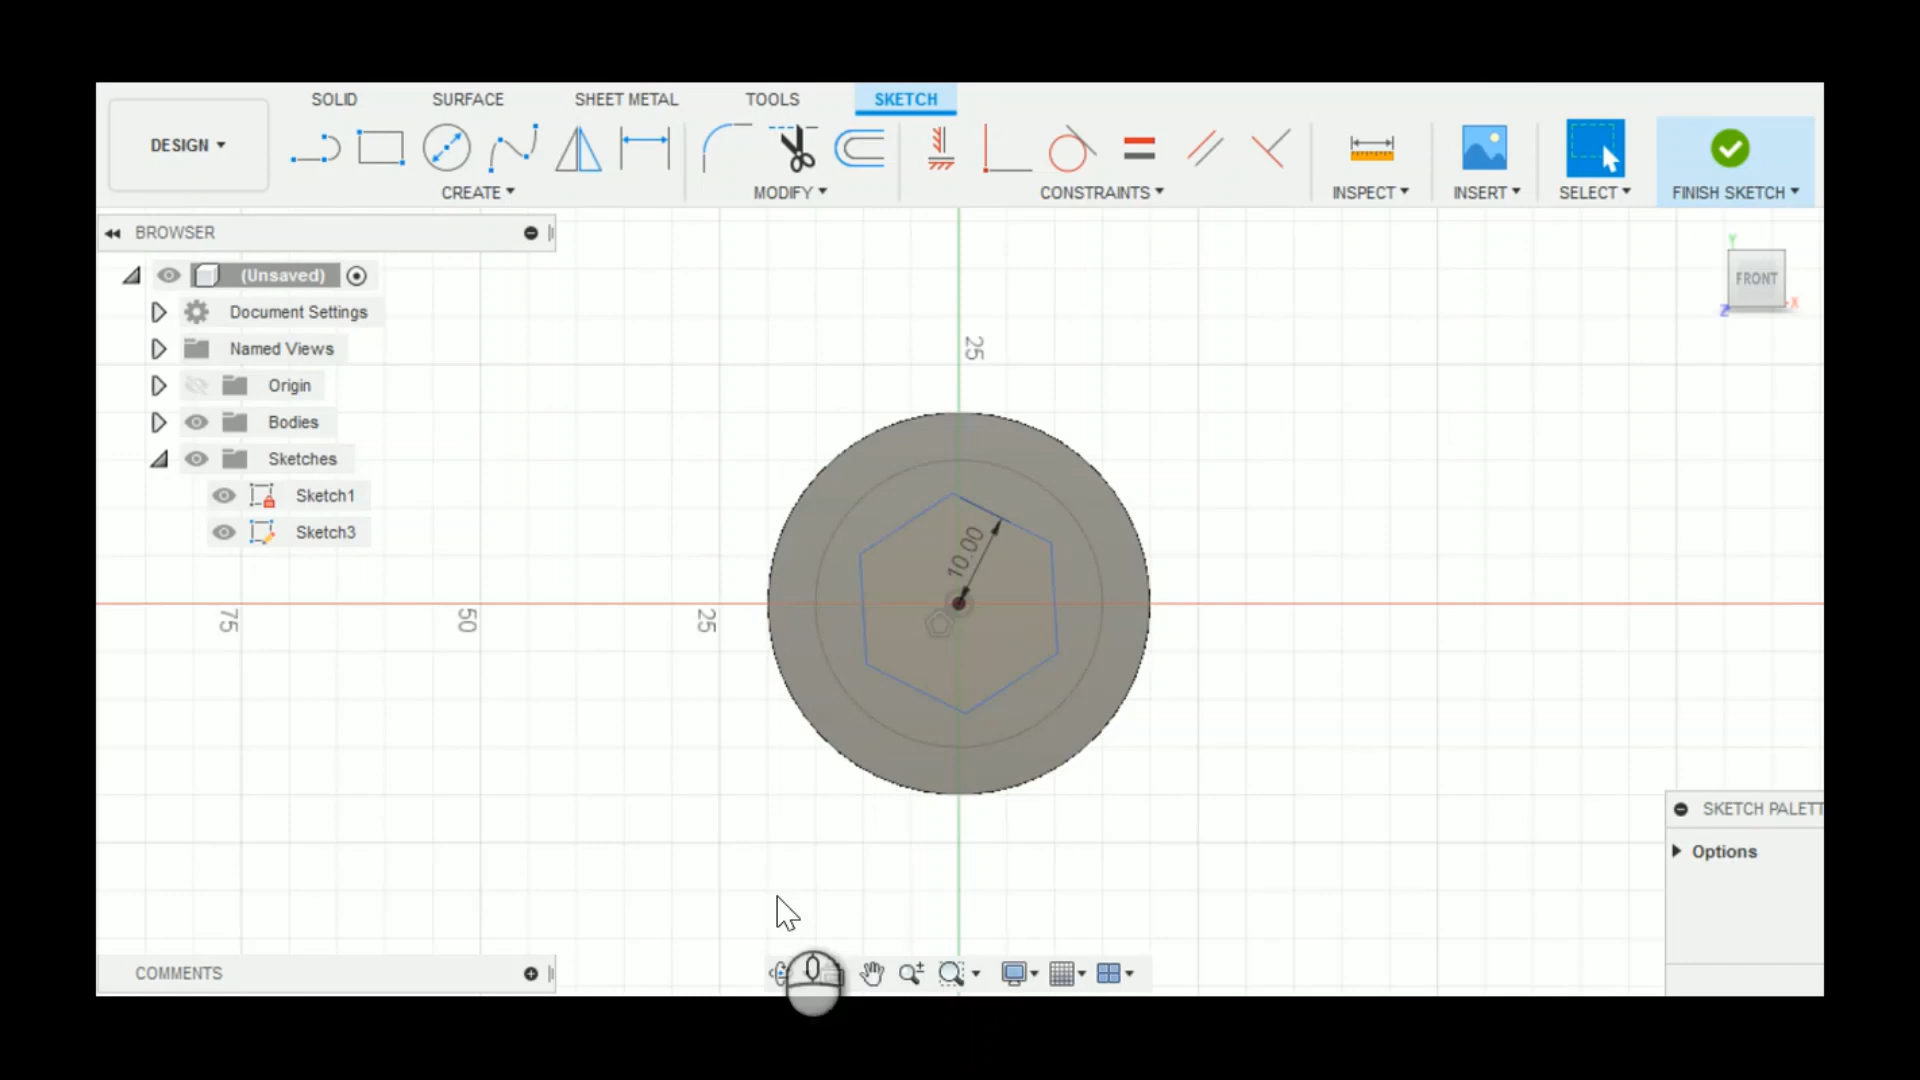 SOLID SURFACE SHEET METAL TOOLS SKETCH
DESIGN
CREATE MODIFY CONSTRAINTS INSPECT INSERT SELECT FINISH SKETCH
BROWSER
(Unsaved)
Document Settings
Named Views
Origin
Bodies
Sketches
Sketch1
Sketch3
Y
FRONT
X
Z
25
10.00
75
50
25
SKETCH PALETT
Options
COMMENTS